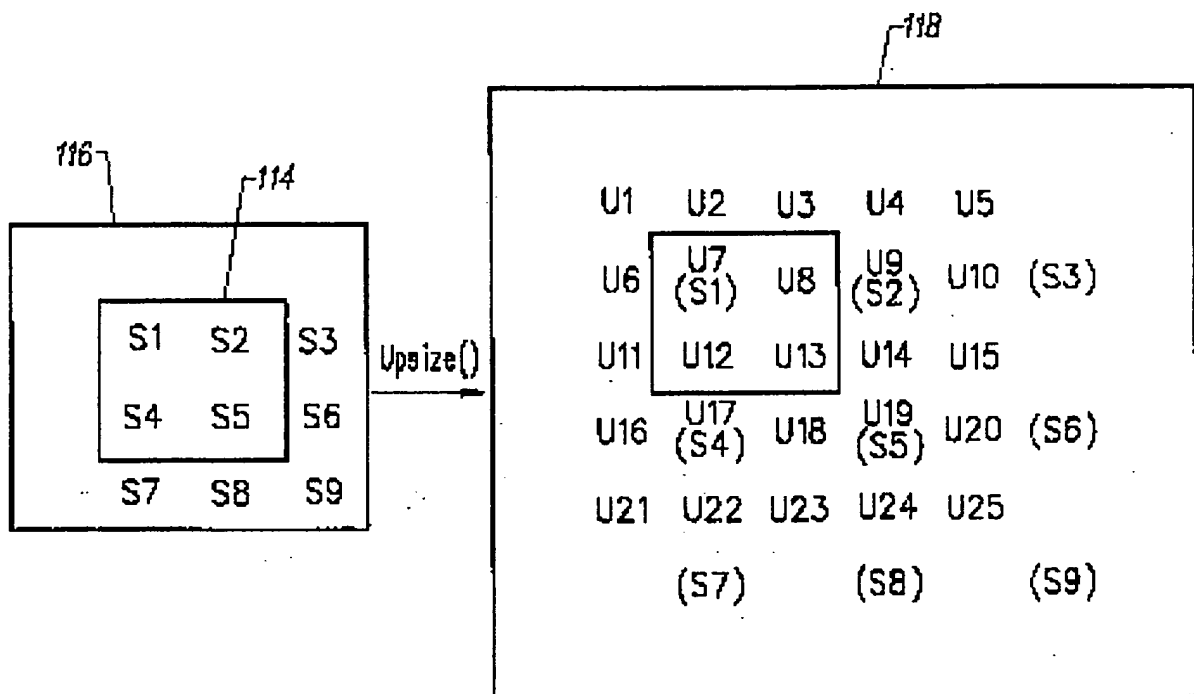 118
116
114
U1 U2 U3 U4 U5
U7 U9
U6 (S1) U8 (S2) U10 (S3)
S1 S2 S3
Upsize()
U11 U12 U13 U14 U15
S4 S5 S6
U17 U19
U16 (S4) U18 (S5) U20 (S6)
S7 S8 S9
U21 U22 U23 U24 U25
(S7) (S8) (S9)